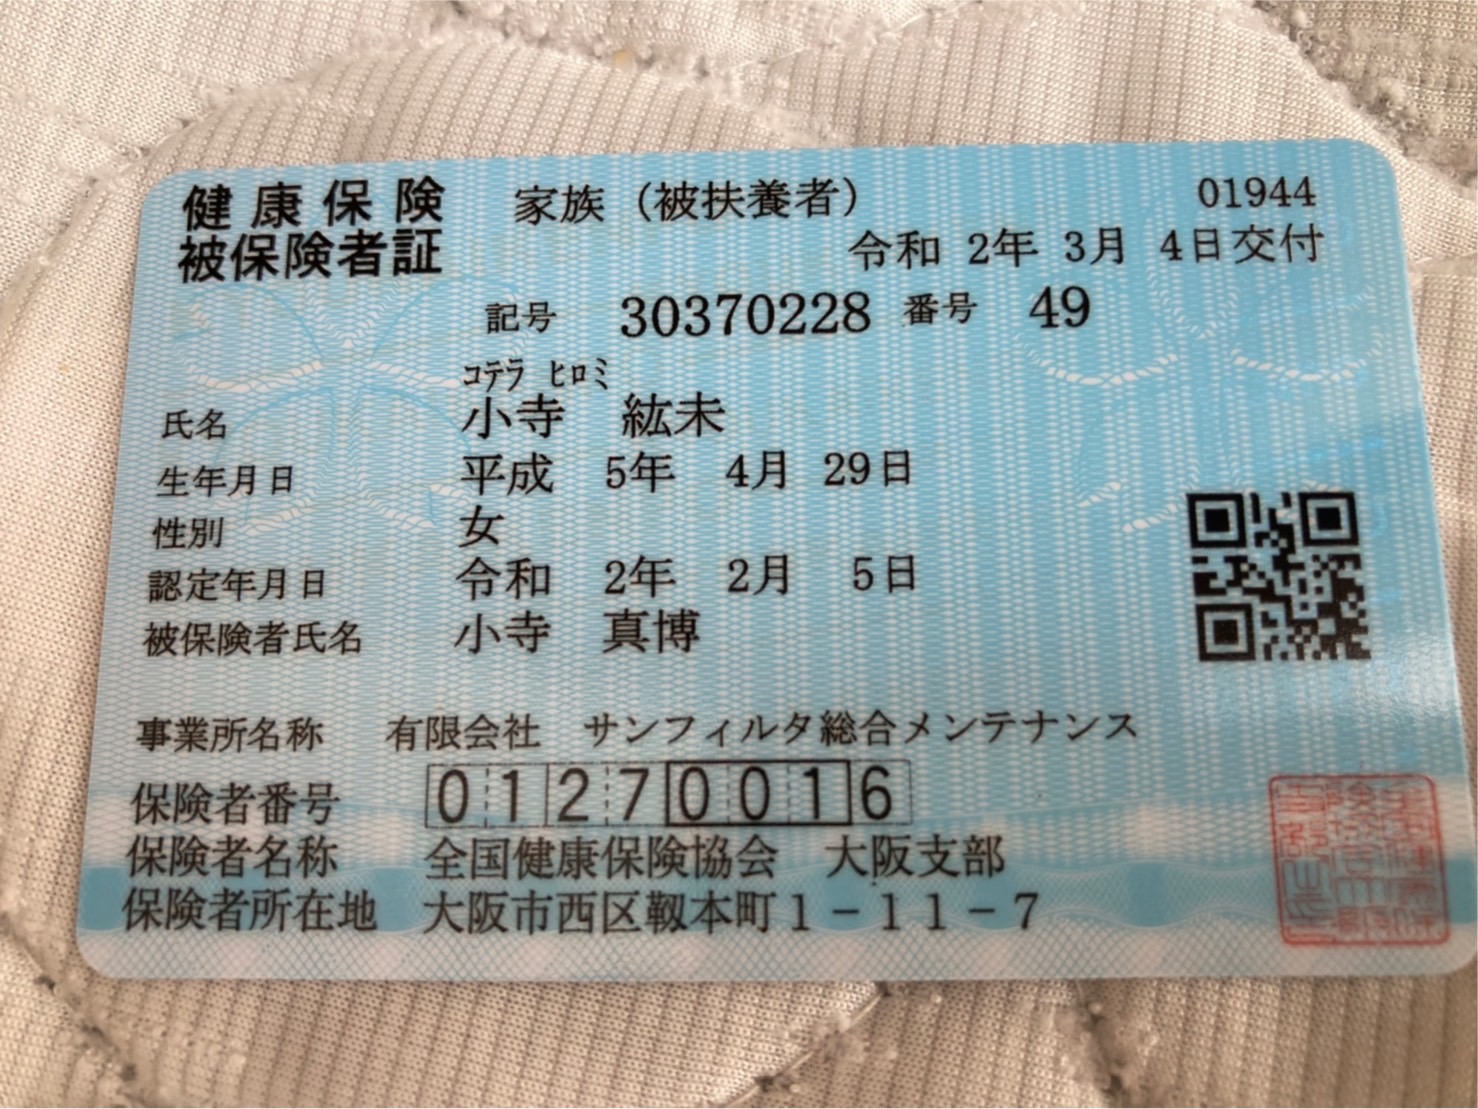 健康保険 家族（被扶養者） 01944
被保険者証 令和 2年 3月 4日交付
記号 30370228 番号 49
コテラ ヒロミ
氏名 小寺 紘未
生年月日 平成 5年 4月 29日
性別 女
認定年月日 令和 2年 2月 5日
被保険者氏名 小寺 真博
事業所名称 有限会社 サンフィルタ総合メンテナンス
保険者番号 01270016
保険者名称 全国健康保険協会 大阪支部
保険者所在地 大阪市西区靱本町1－11－7